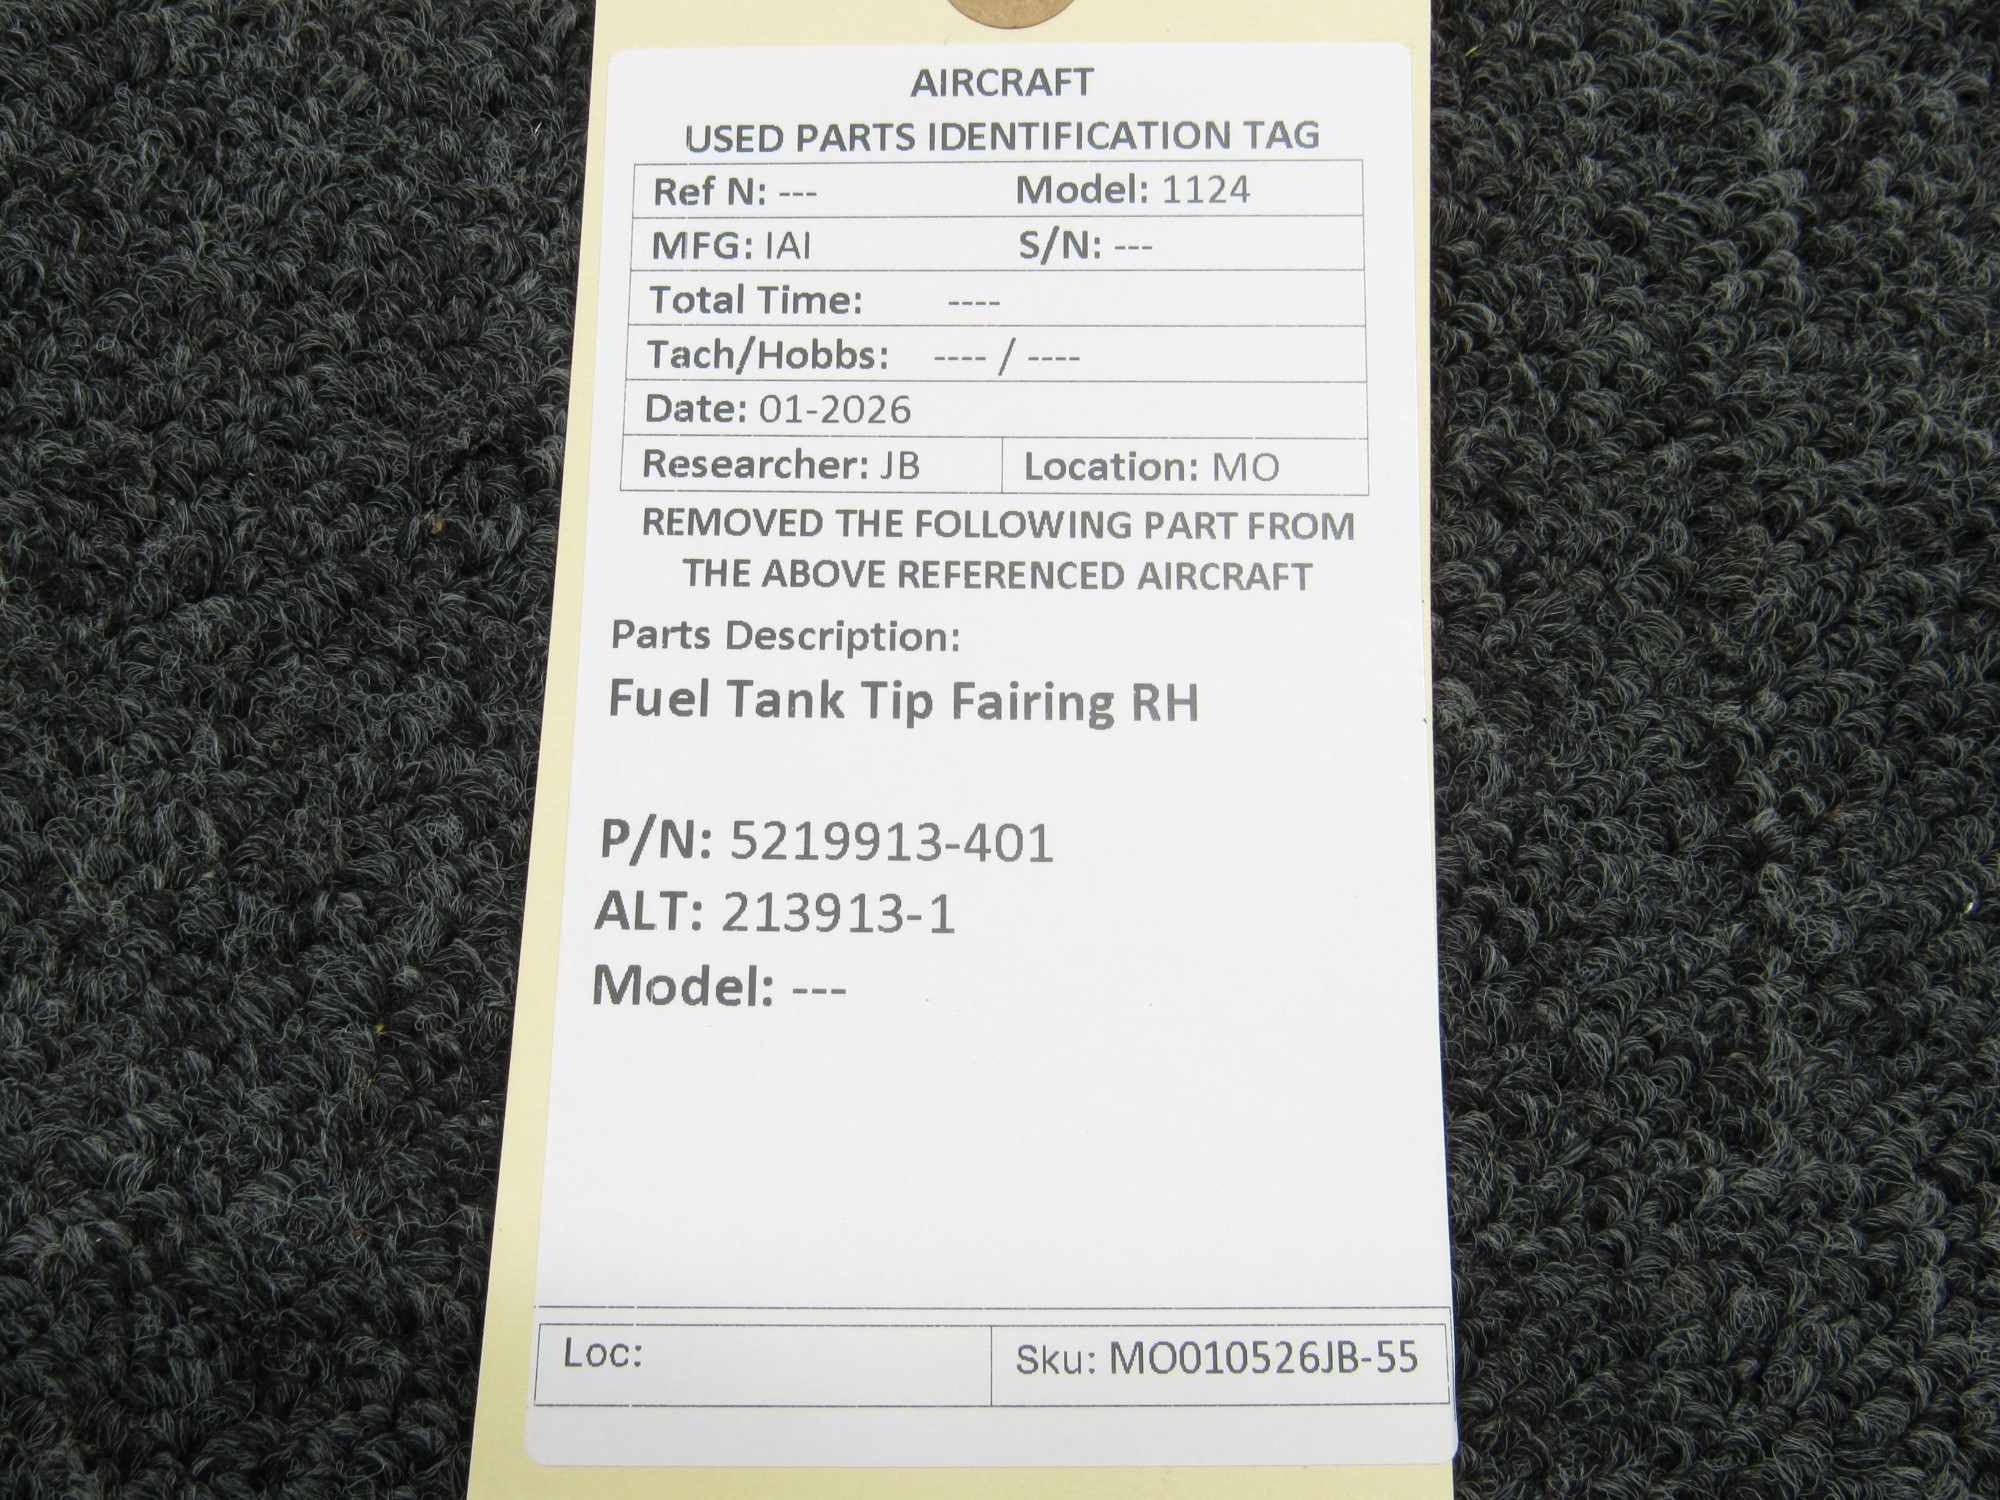 AIRCRAFT
USED PARTS IDENTIFICATION TAG
Ref N: --- Model: 1124
MFG: IAI S/N: ---
Total Time: ----
Tach/Hobbs: ---- / ----
Date: 01-2026
Researcher: JB Location: MO
REMOVED THE FOLLOWING PART FROM
THE ABOVE REFERENCED AIRCRAFT
Parts Description:
Fuel Tank Tip Fairing RH
P/N: 5219913-401
ALT: 213913-1
Model: ---
Loc: Sku: MO010526JB-55